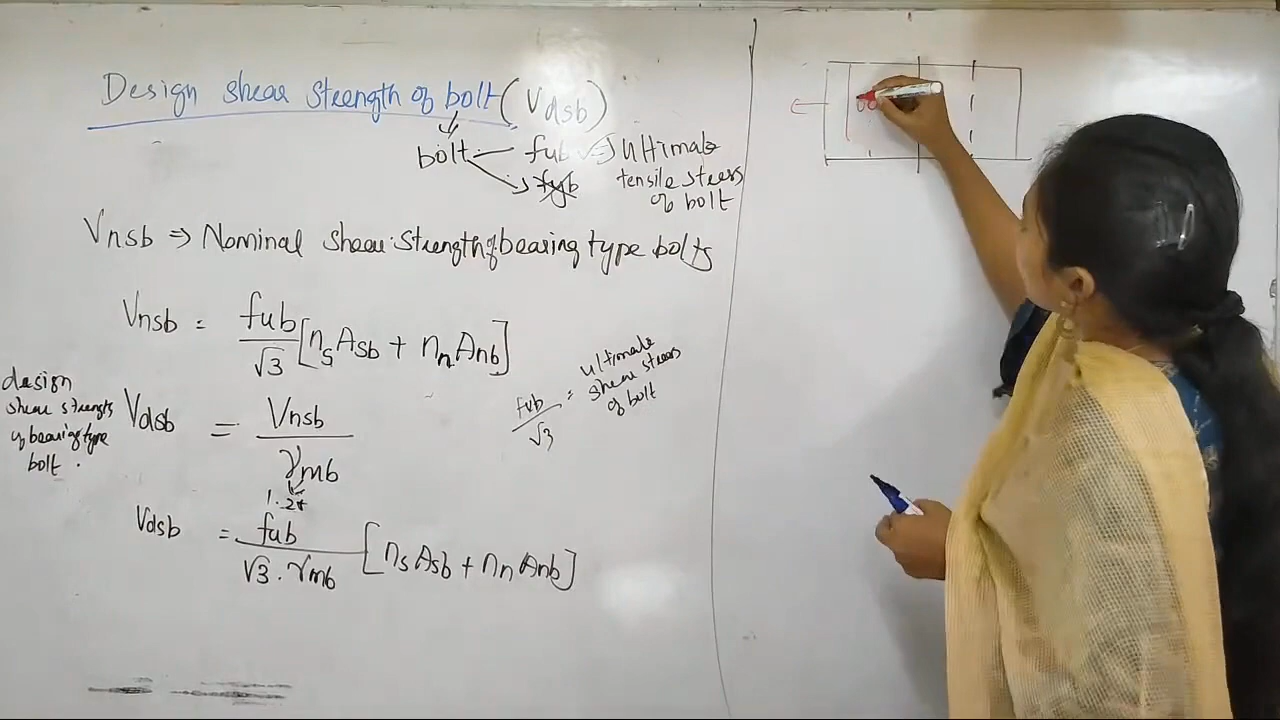 Design shear Strength of bolt (Vdsb)
bolt fub => Ultimate
tensile stress
of bolt
fyb
Vnsb => Nominal Shear Strength of bearing type bolts
Vnsb = fub/√3 [ns Asb + nn Anb]
fub/√3 = ultimate
shear stress
of bolt
design
shear strength
of bearing type
bolt.
Vdsb = Vnsb/γmb
1.25
Vdsb = fub/√3.γmb [ns Asb + nn Anb]